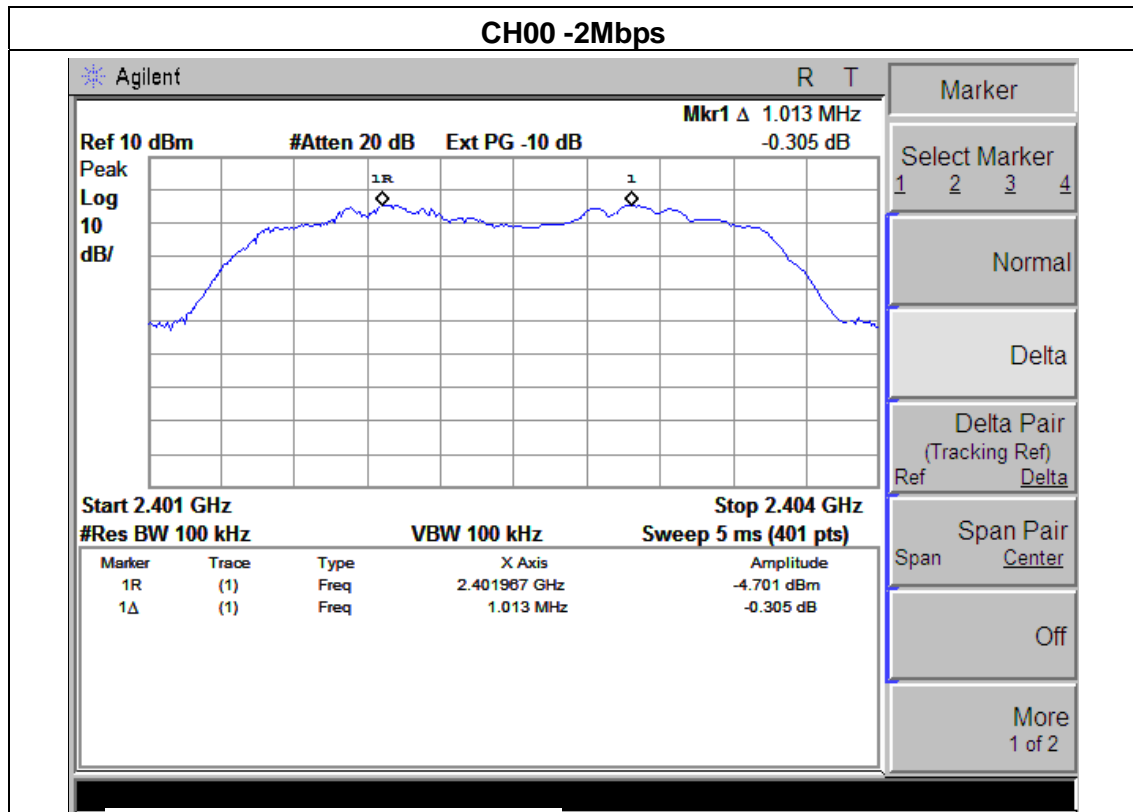 CH00 -2Mbps
Agilent R T
Mkr1 Δ 1.013 MHz
Ref 10 dBm #Atten 20 dB Ext PG -10 dB -0.305 dB
Peak
Log
10
dB/
1R 1
Start 2.401 GHz Stop 2.404 GHz
#Res BW 100 kHz VBW 100 kHz Sweep 5 ms (401 pts)
Marker Trace Type X Axis Amplitude
1R (1) Freq 2.401967 GHz -4.701 dBm
1Δ (1) Freq 1.013 MHz -0.305 dB
Marker
Select Marker
1 2 3 4
Normal
Delta
Delta Pair
(Tracking Ref)
Ref Delta
Span Pair
Span Center
Off
More
1 of 2